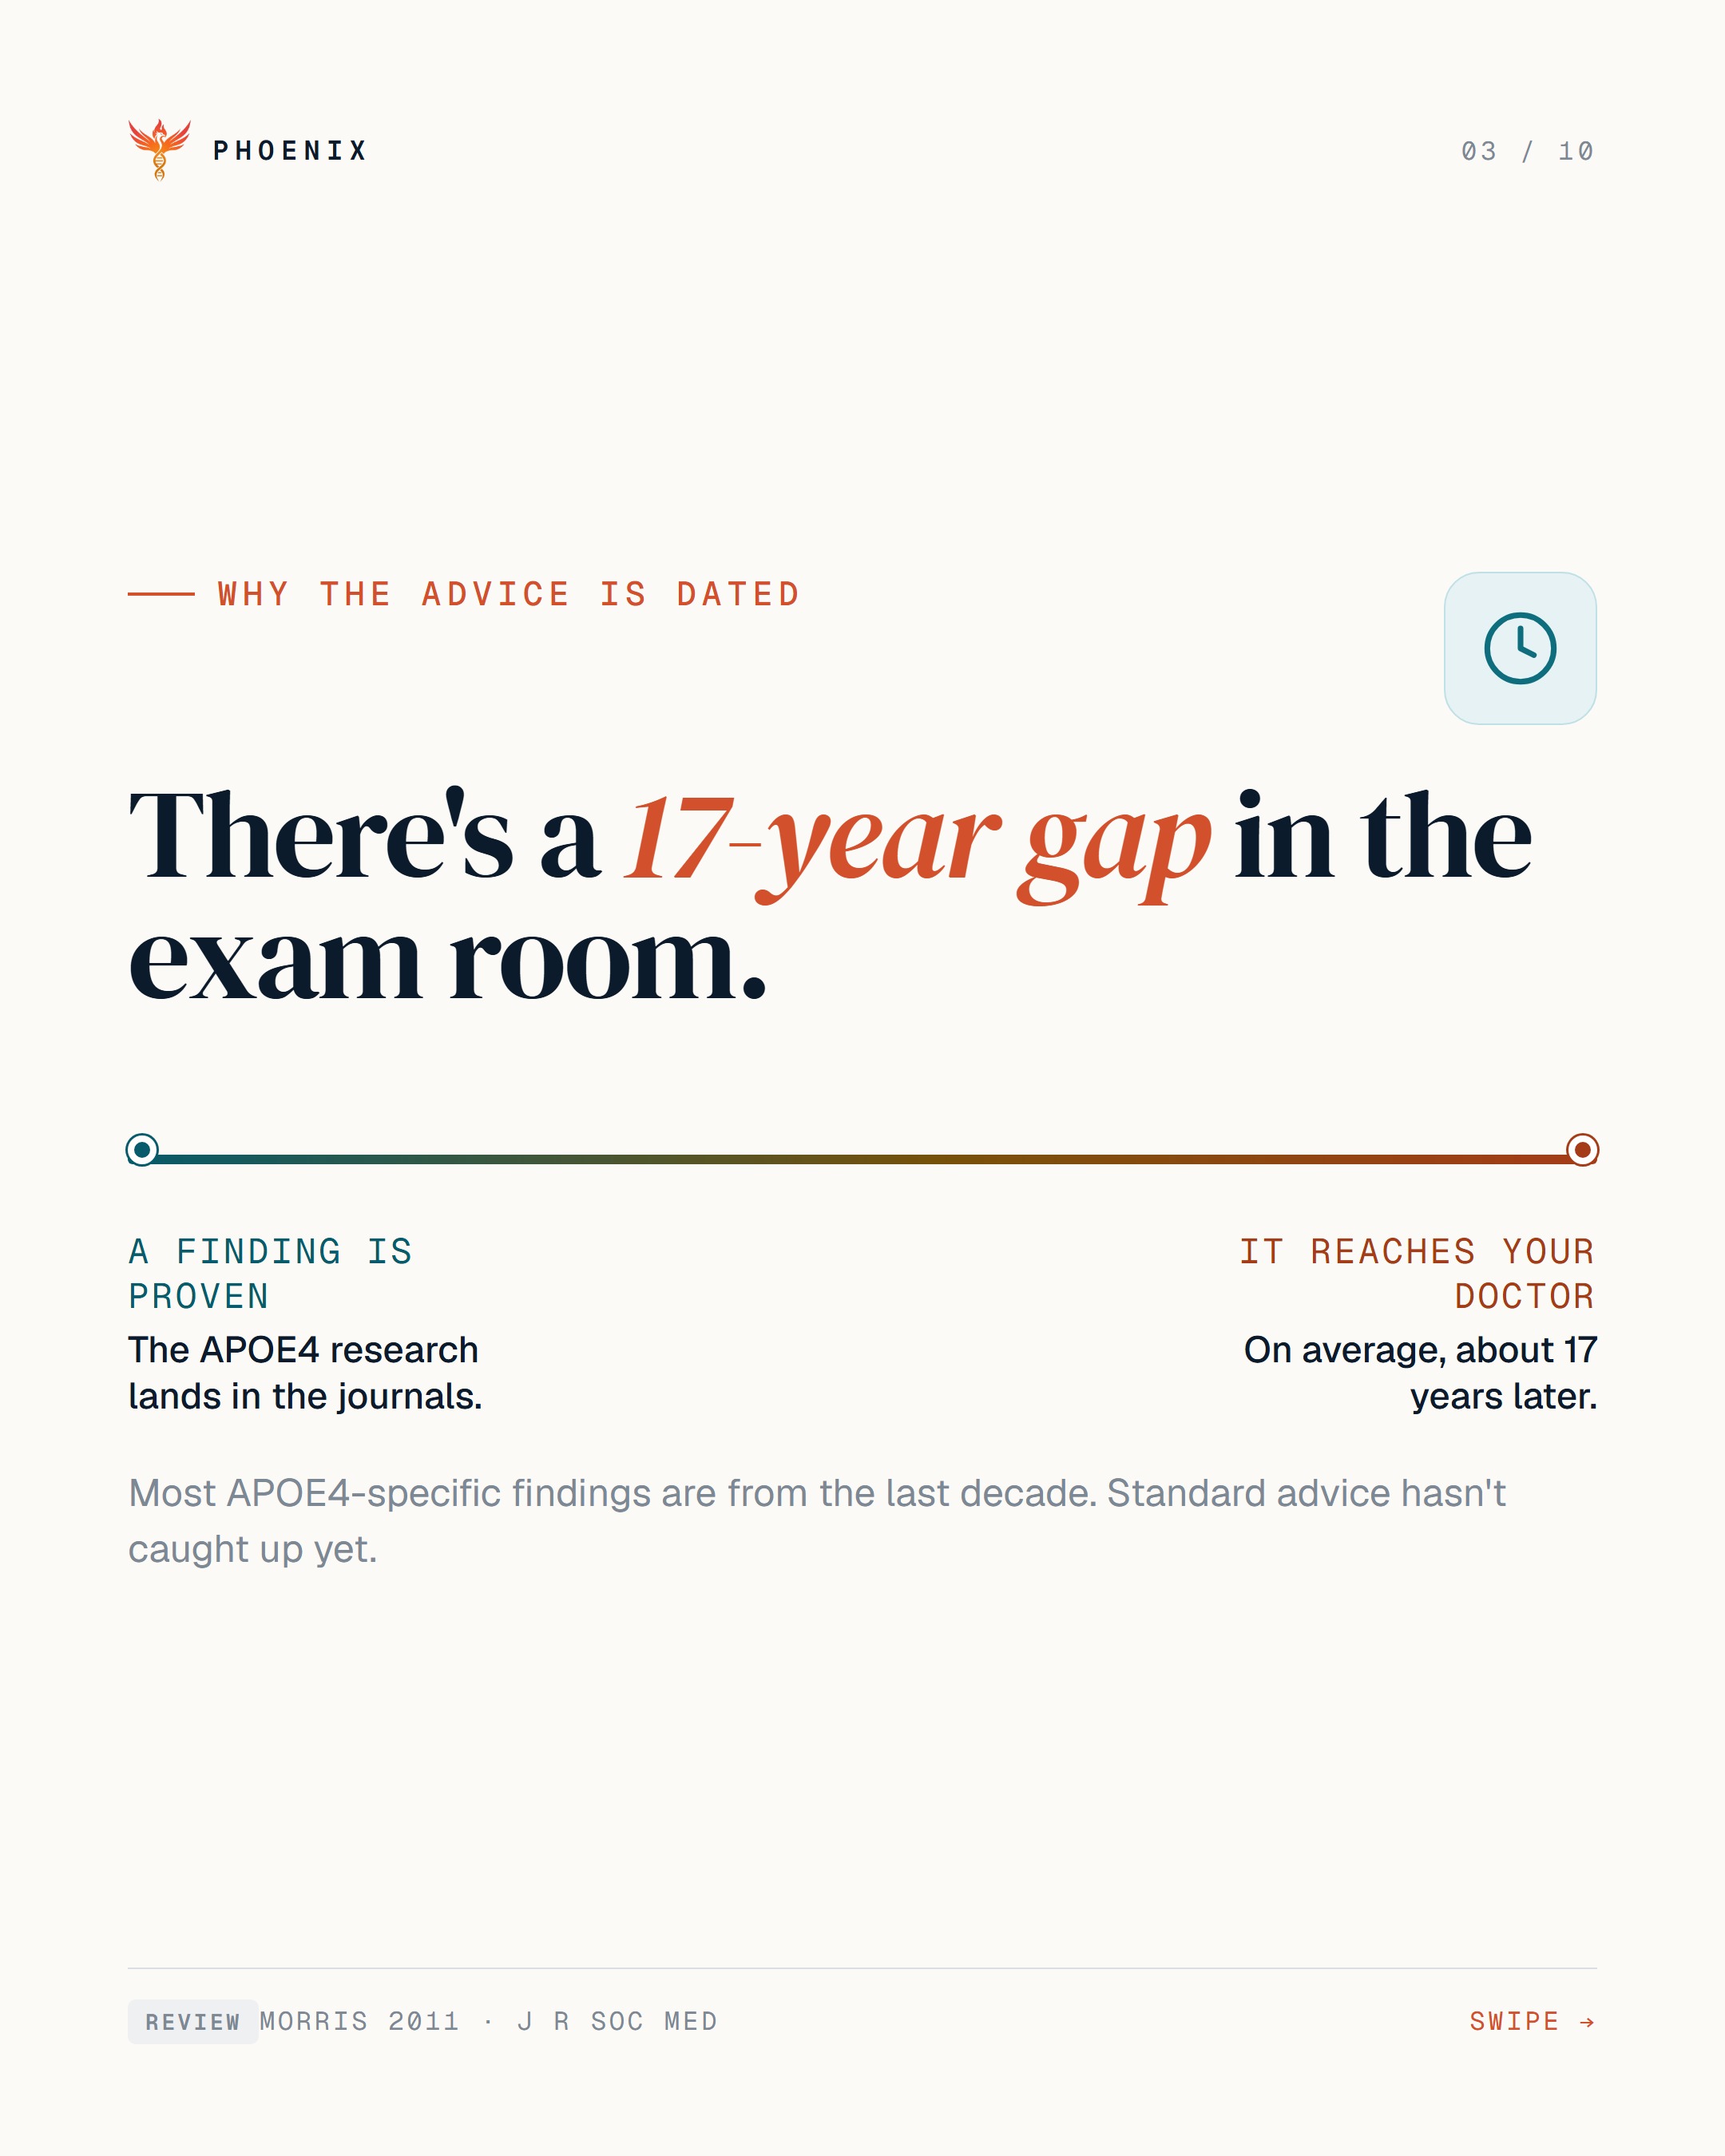 PHOENIX
03 / 10
WHY THE ADVICE IS DATED
There's a 17-year gap in the
exam room.
A FINDING IS
PROVEN
The APOE4 research
lands in the journals.
IT REACHES YOUR
DOCTOR
On average, about 17
years later.
Most APOE4-specific findings are from the last decade. Standard advice hasn't
caught up yet.
REVIEW MORRIS 2011 · J R SOC MED
SWIPE →